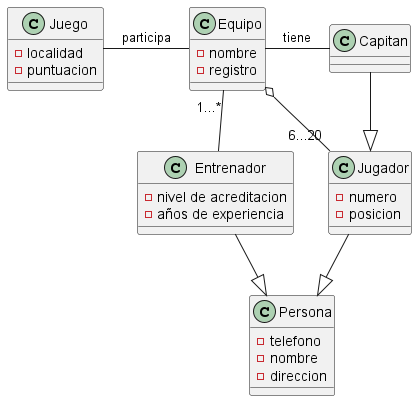 C Juego
localidad
puntuacion
participa
C Equipo
nombre
registro
tiene
C Capitan
1...*
6...20
C Entrenador
nivel de acreditacion
años de experiencia
C Jugador
numero
posicion
C Persona
telefono
nombre
direccion